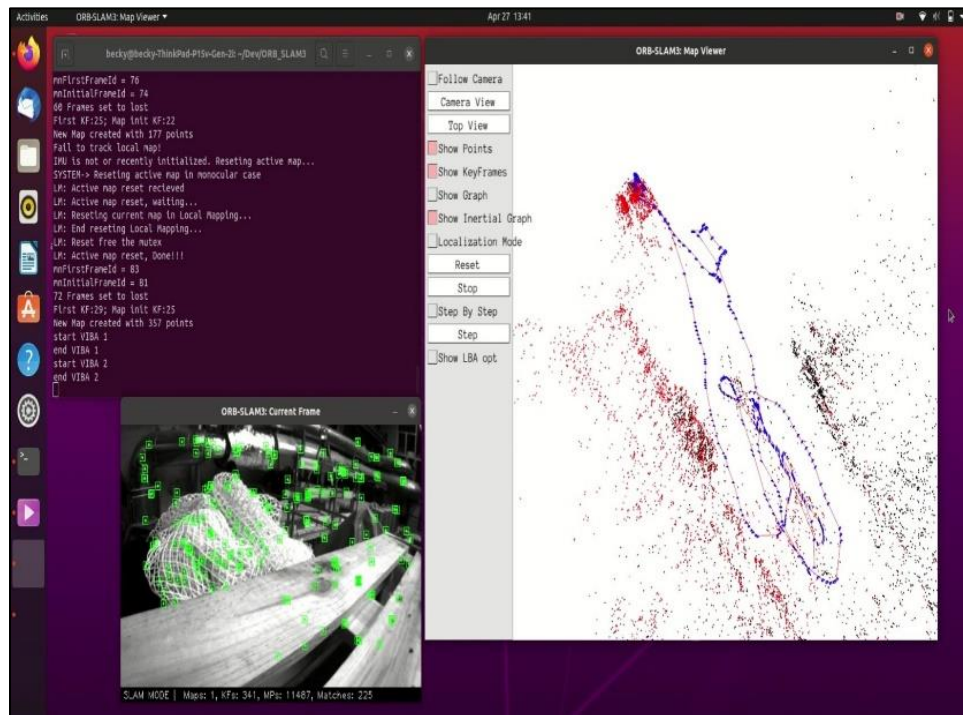 Activities
ORB-SLAM3: Map Viewer
Apr 27 13:41
becky@becky-ThinkPad-P15v-Gen-2i: ~/Dev/ORB_SLAM3
mnFirstFrameId = 76
mnInitialFrameId = 74
60 Frames set to lost
First KF:25; Map init KF:22
New Map created with 177 points
Fail to track local map!
IMU is not or recently initialized. Reseting active map...
SYSTEM-> Reseting active map in monocular case
LM: Active map reset recieved
LM: Active map reset, waiting...
LM: Reseting current map in Local Mapping...
LM: End reseting Local Mapping...
LM: Reset free the mutex
LM: Active map reset, Done!!!
mnFirstFrameId = 83
mnInitialFrameId = 81
72 Frames set to lost
First KF:29; Map init KF:25
New Map created with 357 points
start VIBA 1
end VIBA 1
start VIBA 2
end VIBA 2
ORB-SLAM3: Map Viewer
Follow Camera
Camera View
Top View
Show Points
Show KeyFrames
Show Graph
Show Inertial Graph
Localization Mode
Reset
Stop
Step By Step
Step
Show LBA opt
ORB-SLAM3: Current Frame
SLAM MODE | Maps: 1, KFs: 341, MPs: 11487, Matches: 225